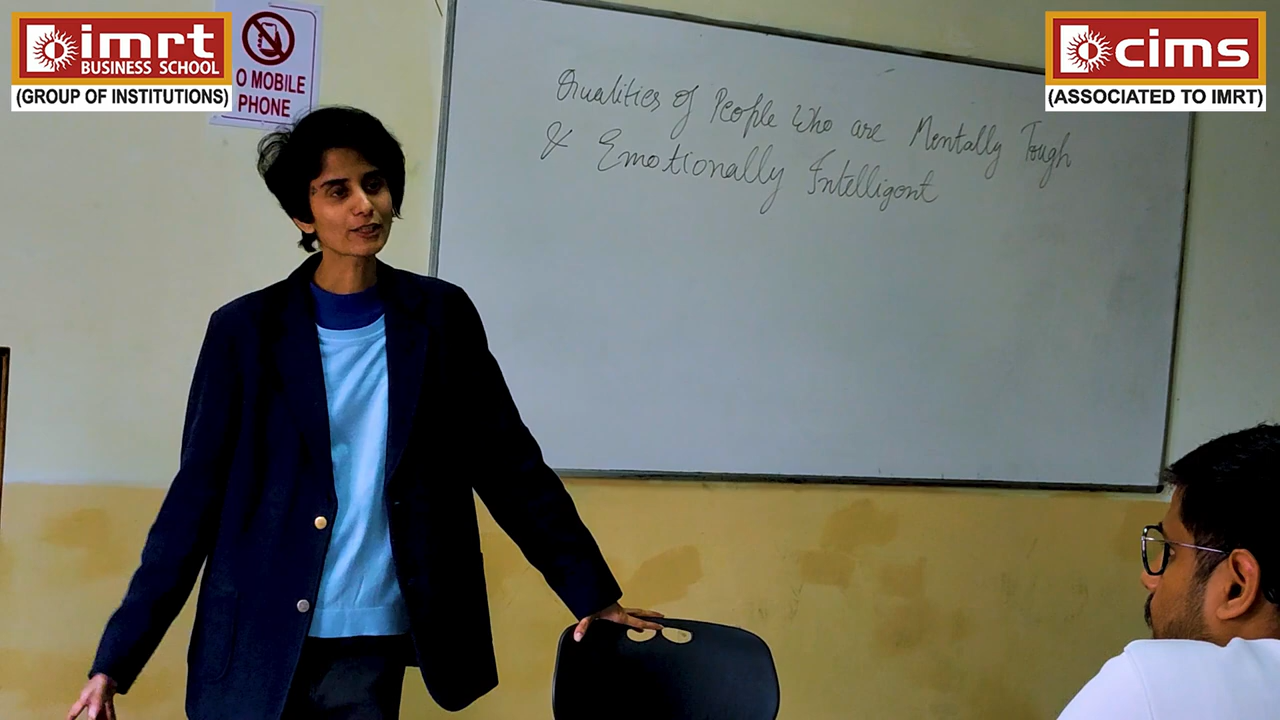 imrt
BUSINESS SCHOOL
(GROUP OF INSTITUTIONS)
O MOBILE
PHONE
Qualities of People Who are Mentally Tough
& Emotionally Intelligent
cims
(ASSOCIATED TO IMRT)